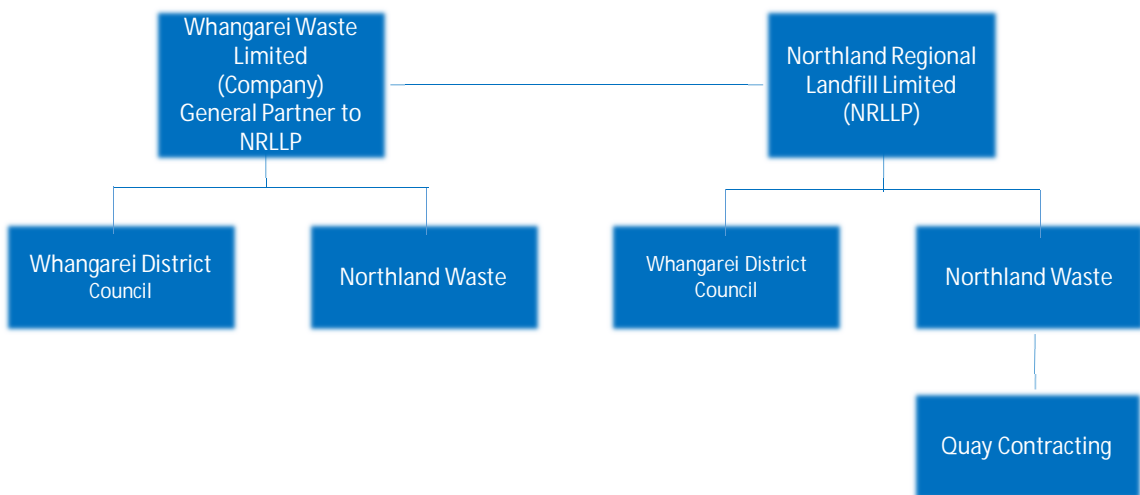 Whangarei Waste
Limited
(Company)
General Partner to
NRLLP
Northland Regional
Landfill Limited
(NRLLP)
Whangarei District
Council
Northland Waste
Whangarei District
Council
Northland Waste
Quay Contracting